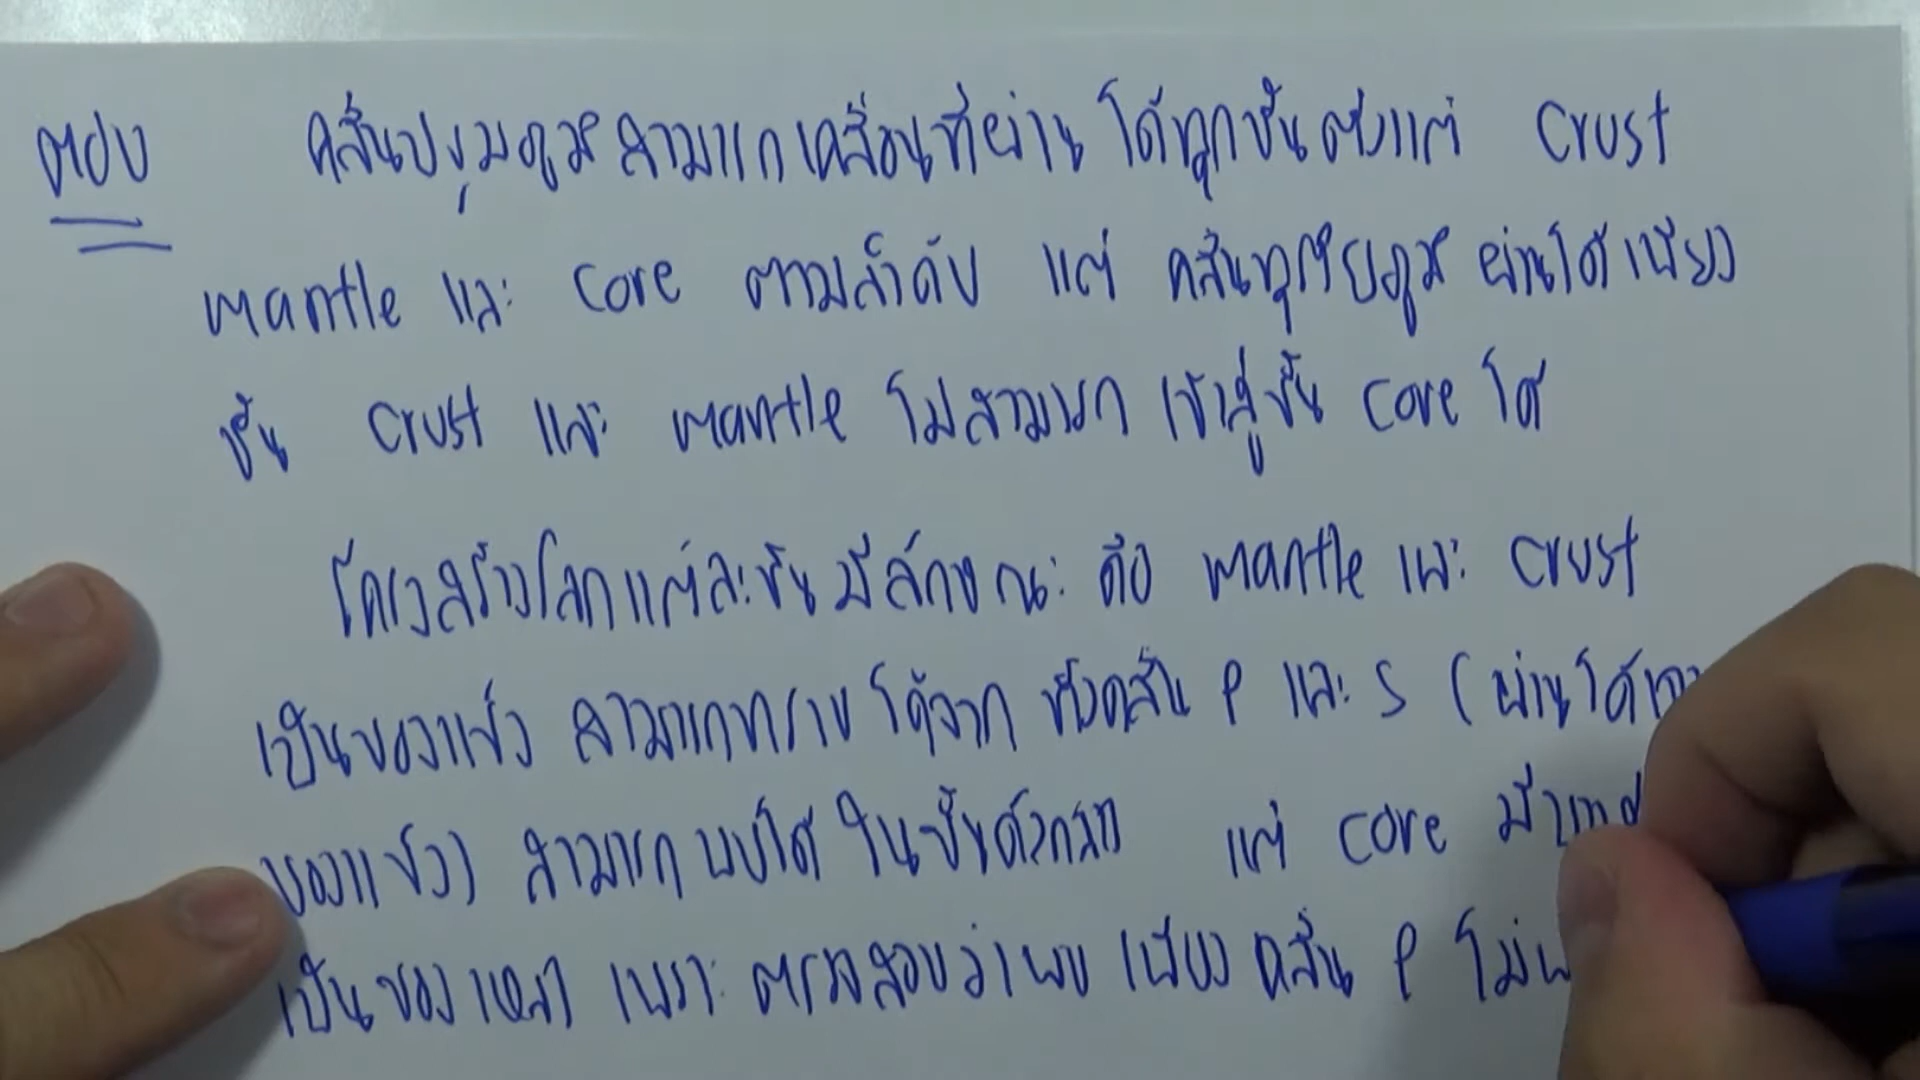 ตอบ คลื่นปฐมภูมิสามารถเคลื่อนที่ผ่านได้ทุกชั้นตั้งแต่ crust
mantle และ core ตามลำดับ แต่ คลื่นทุติยภูมิ ผ่านได้เพียง
ชั้น crust และ mantle ไม่สามารถ เข้าสู่ชั้น core ได้
โครงสร้างโลกแต่ละชั้นมีลักษณะ คือ mantle และ crust
เป็นของแข็ง สามารถทราบได้จาก ทั้งคลื่น P และ S (ผ่านได้
ของแข็ง) สามารถพบได้ ในชั้นดังกล่าว แต่ core มี
เป็นของเหลว เพราะ ตรวจสอบว่าพบ เพียง คลื่น P ไม่